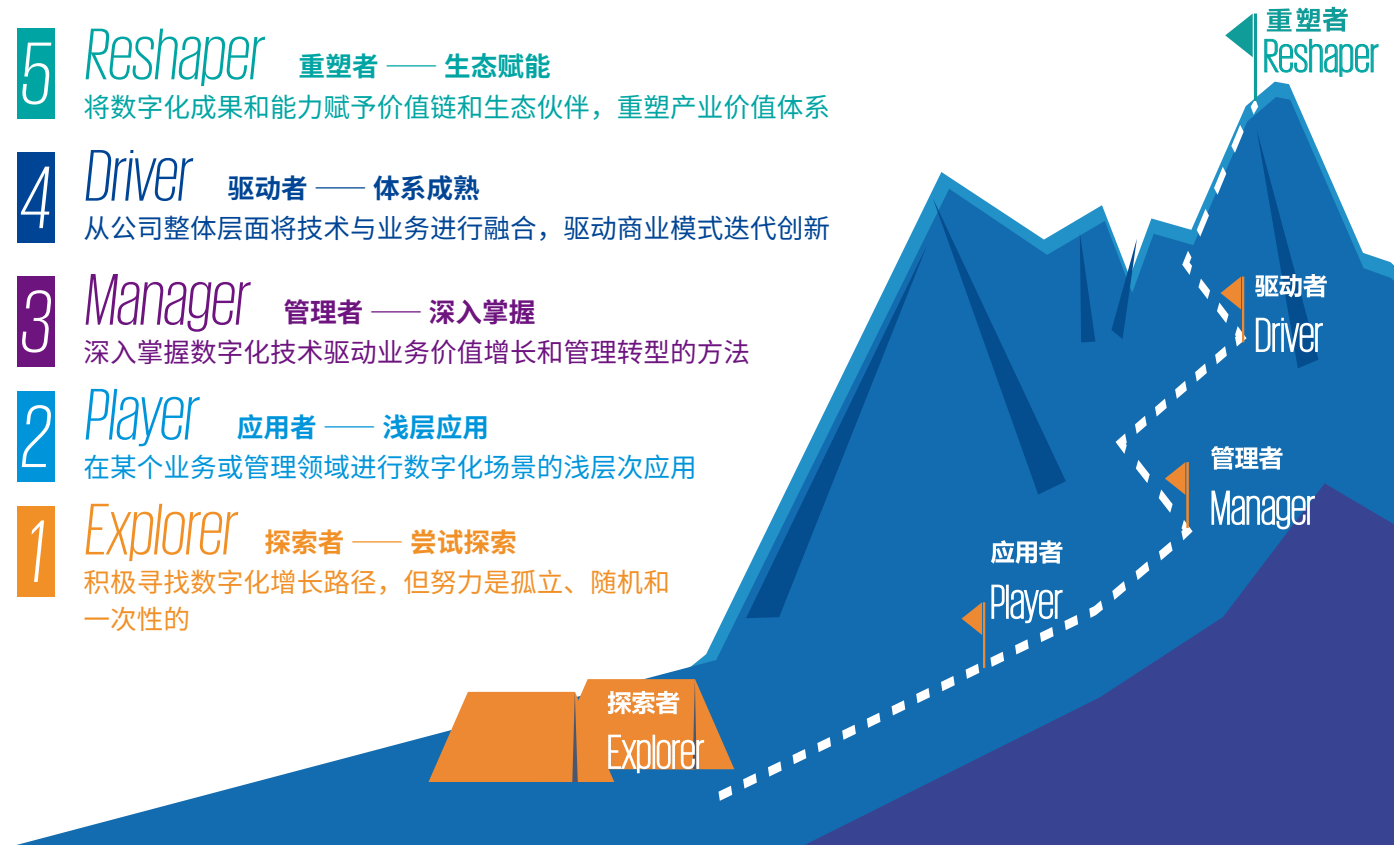 5
Reshaper 重塑者 —— 生态赋能
将数字化成果和能力赋予价值链和生态伙伴，重塑产业价值体系
4
Driver 驱动者 —— 体系成熟
从公司整体层面将技术与业务进行融合，驱动商业模式迭代创新
3
Manager 管理者 —— 深入掌握
深入掌握数字化技术驱动业务价值增长和管理转型的方法
2
Player 应用者 —— 浅层应用
在某个业务或管理领域进行数字化场景的浅层次应用
1
Explorer 探索者 —— 尝试探索
积极寻找数字化增长路径，但努力是孤立、随机和
一次性的
重塑者
Reshaper
驱动者
Driver
管理者
Manager
应用者
Player
探索者
Explorer